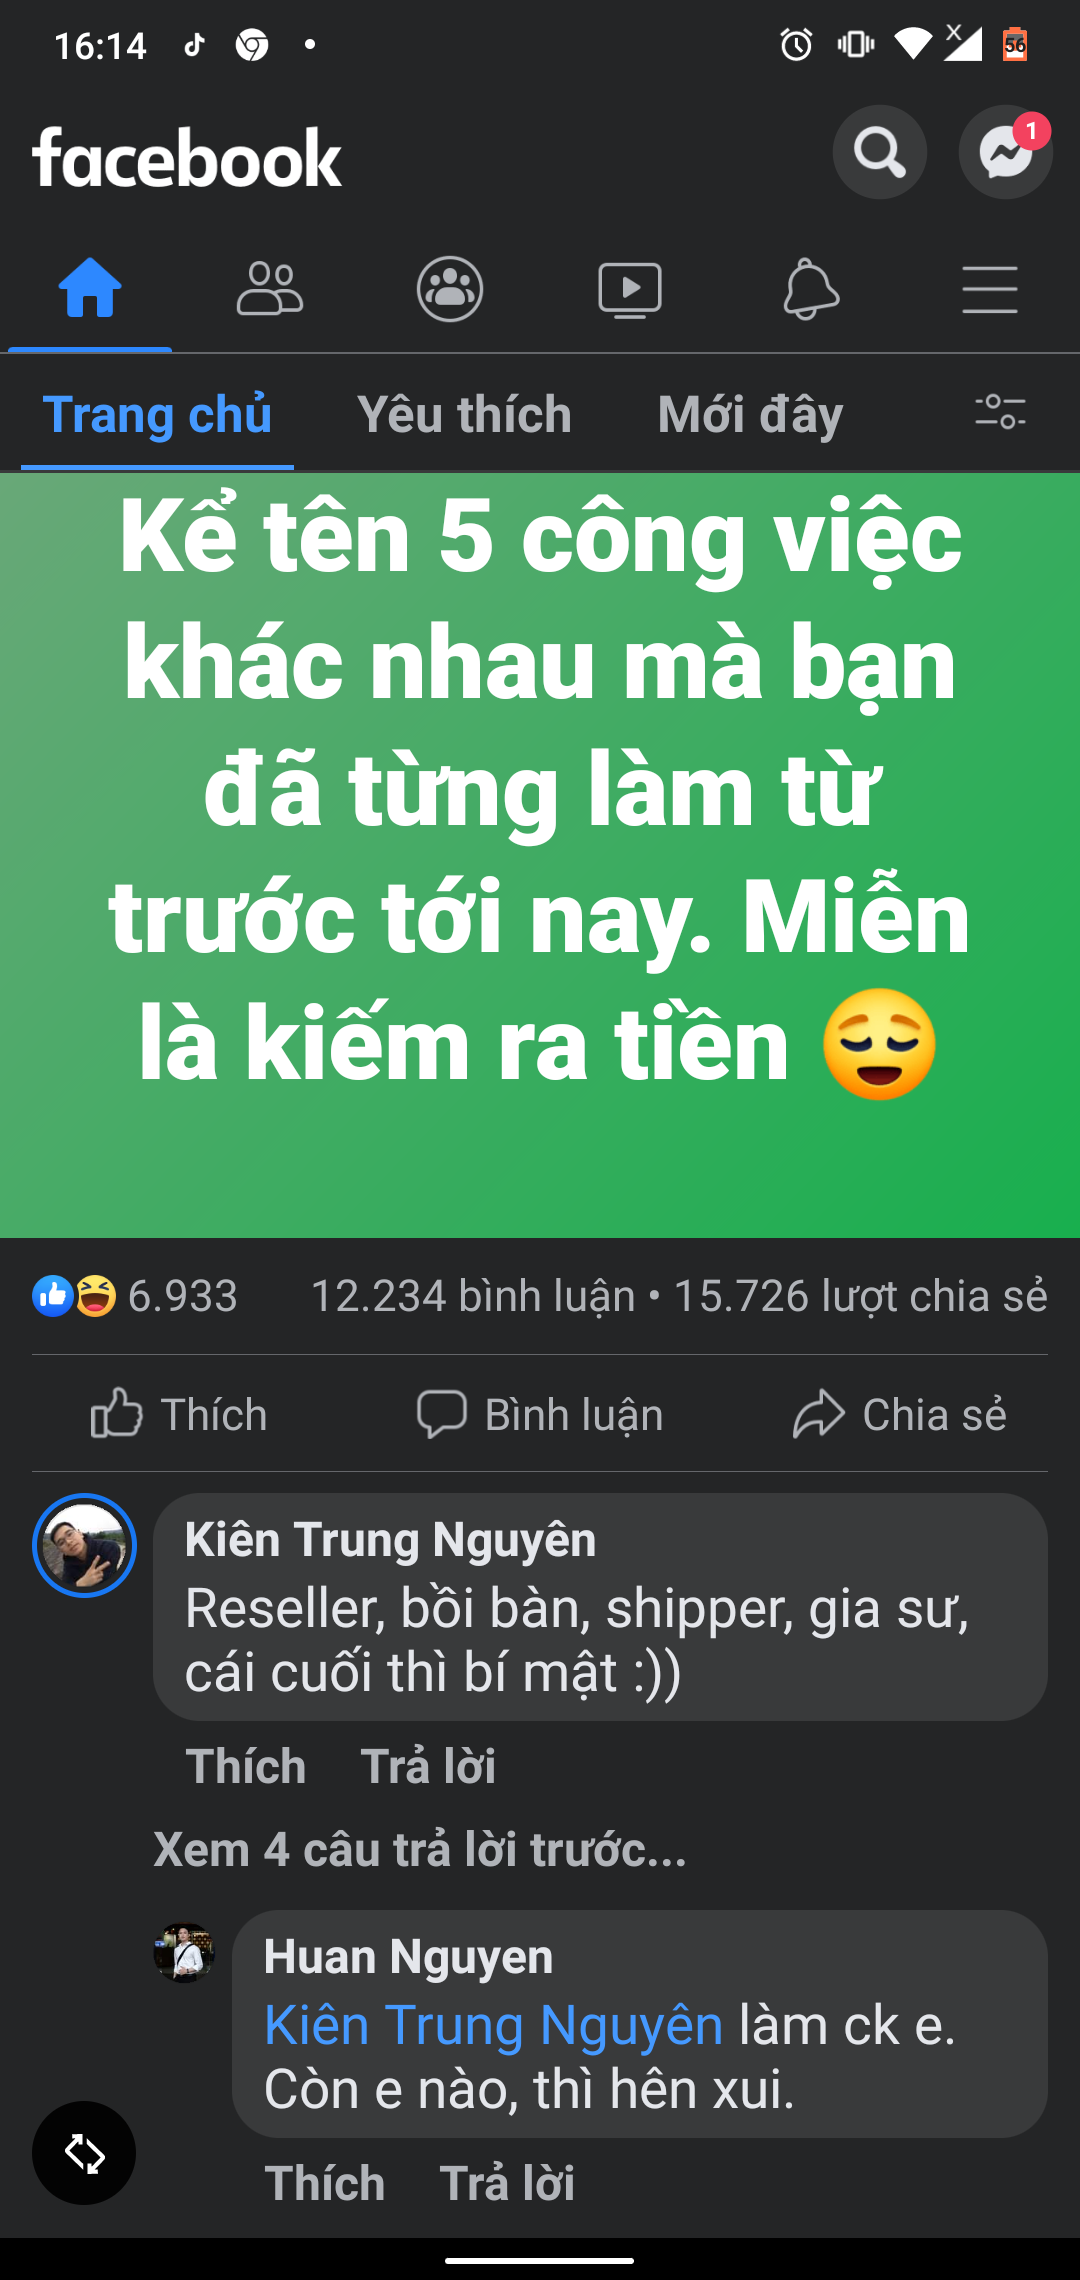 16:14
56
facebook
1
Trang chủ Yêu thích Mới đây
Kể tên 5 công việc
khác nhau mà bạn
đã từng làm từ
trước tới nay. Miễn
là kiếm ra tiền 😌
6.933 12.234 bình luận • 15.726 lượt chia sẻ
Thích Bình luận Chia sẻ
Kiên Trung Nguyên
Reseller, bồi bàn, shipper, gia sư,
cái cuối thì bí mật :))
Thích Trả lời
Xem 4 câu trả lời trước...
Huan Nguyen
Kiên Trung Nguyên làm ck e.
Còn e nào, thì hên xui.
Thích Trả lời